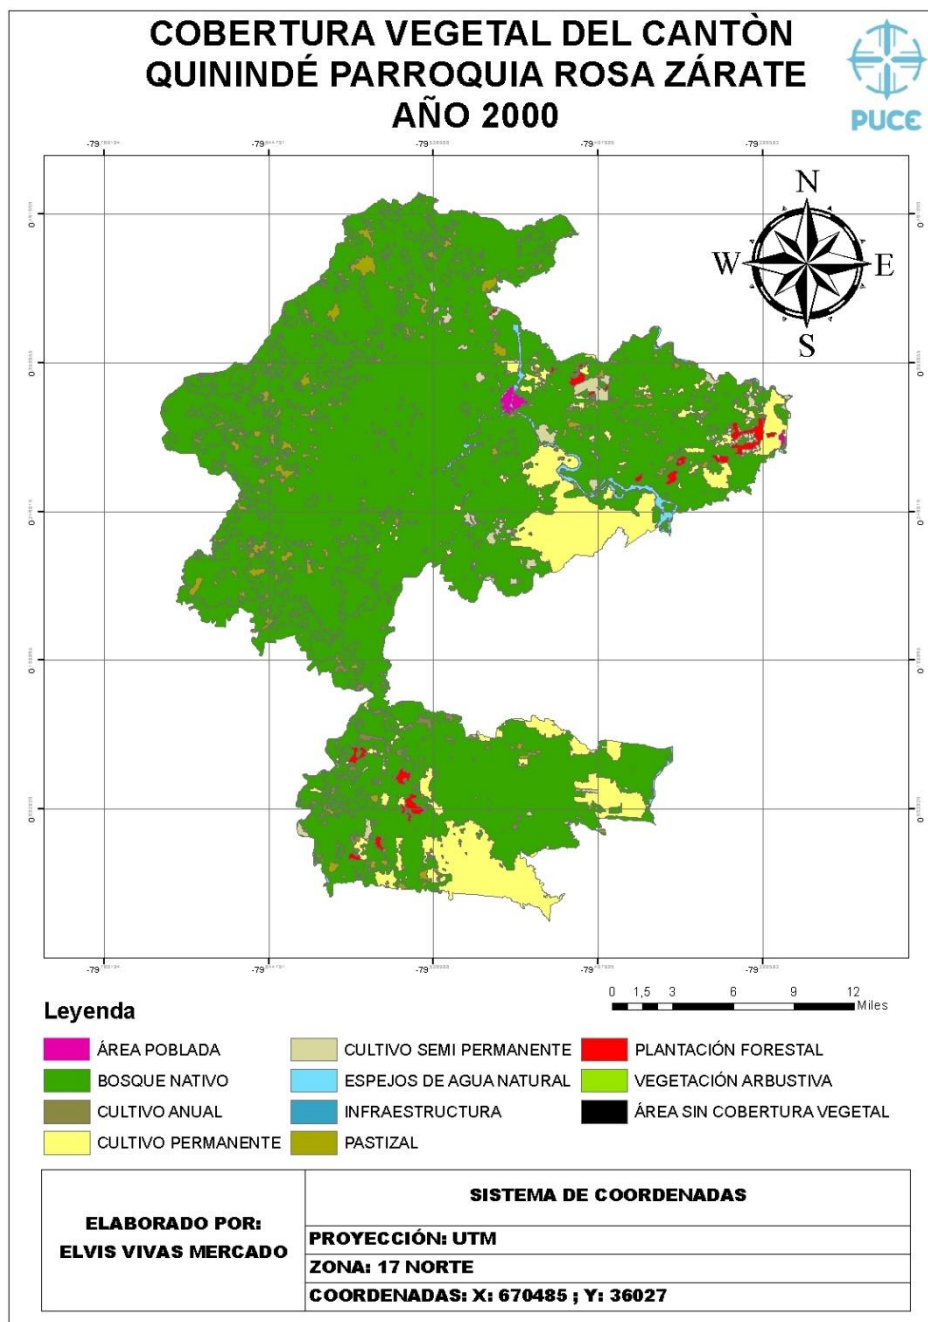 COBERTURA VEGETAL DEL CANTÒN
QUININDÉ PARROQUIA ROSA ZÁRATE
AÑO 2000
PUCE
N
W
E
S
0 1,5 3 6 9 12
Miles
Leyenda
ÁREA POBLADA
BOSQUE NATIVO
CULTIVO ANUAL
CULTIVO PERMANENTE
CULTIVO SEMI PERMANENTE
ESPEJOS DE AGUA NATURAL
INFRAESTRUCTURA
PASTIZAL
PLANTACIÓN FORESTAL
VEGETACIÓN ARBUSTIVA
ÁREA SIN COBERTURA VEGETAL
ELABORADO POR:
ELVIS VIVAS MERCADO
SISTEMA DE COORDENADAS
PROYECCIÓN: UTM
ZONA: 17 NORTE
COORDENADAS: X: 670485 ; Y: 36027